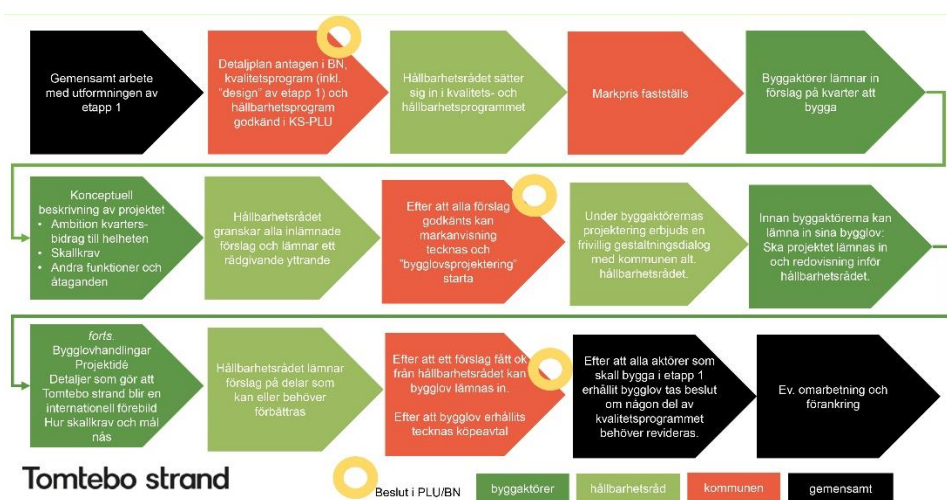 Gemensamt arbete
med utformningen av
etapp 1
Detaljplan antagen i BN,
kvalitetsprogram (inkl.
"design" av etapp 1) och
hållbarhetsprogram
godkänd i KS-PLU
Hållbarhetsrådet sätter
sig in i kvalitets- och
hållbarhetsprogrammet
Markpris fastställs
Byggaktörer lämnar in
förslag på kvarter att
bygga
Konceptuell
beskrivning av projektet
• Ambition kvarters-
bidrag till helheten
• Skallkrav
• Andra funktioner och
åtaganden
Hållbarhetsrådet
granskar alla inlämnade
förslag och lämnar ett
rådgivande yttrande
Efter att alla förslag
godkänts kan
markanvisning
tecknas och
"bygglovsprojektering"
starta
Under byggaktörernas
projektering erbjuds en
frivillig gestaltningsdialog
med kommunen alt.
hållbarhetsrådet.
Innan byggaktörerna kan
lämna in sina bygglov:
Ska projektet lämnas in
och redovisning inför
hållbarhetsrådet.
forts.
Bygglovhandlingar
Projektidé
Detaljer som gör att
Tomtebo strand blir en
internationell förebild
Hur skallkrav och mål
nås
Hållbarhetsrådet lämnar
förslag på delar som
kan eller behöver
förbättras
Efter att ett förslag fått ok
från hållbarhetsrådet kan
bygglov lämnas in.
Efter att bygglov erhållits
tecknas köpeavtal
Efter att alla aktörer som
skall bygga i etapp 1
erhållit bygglov tas beslut
om någon del av
kvalitetsprogrammet
behöver revideras.
Ev. omarbetning och
förankring
Tomtebo strand
Beslut i PLU/BN
byggaktörer
hållbarhetsråd
kommunen
gemensamt